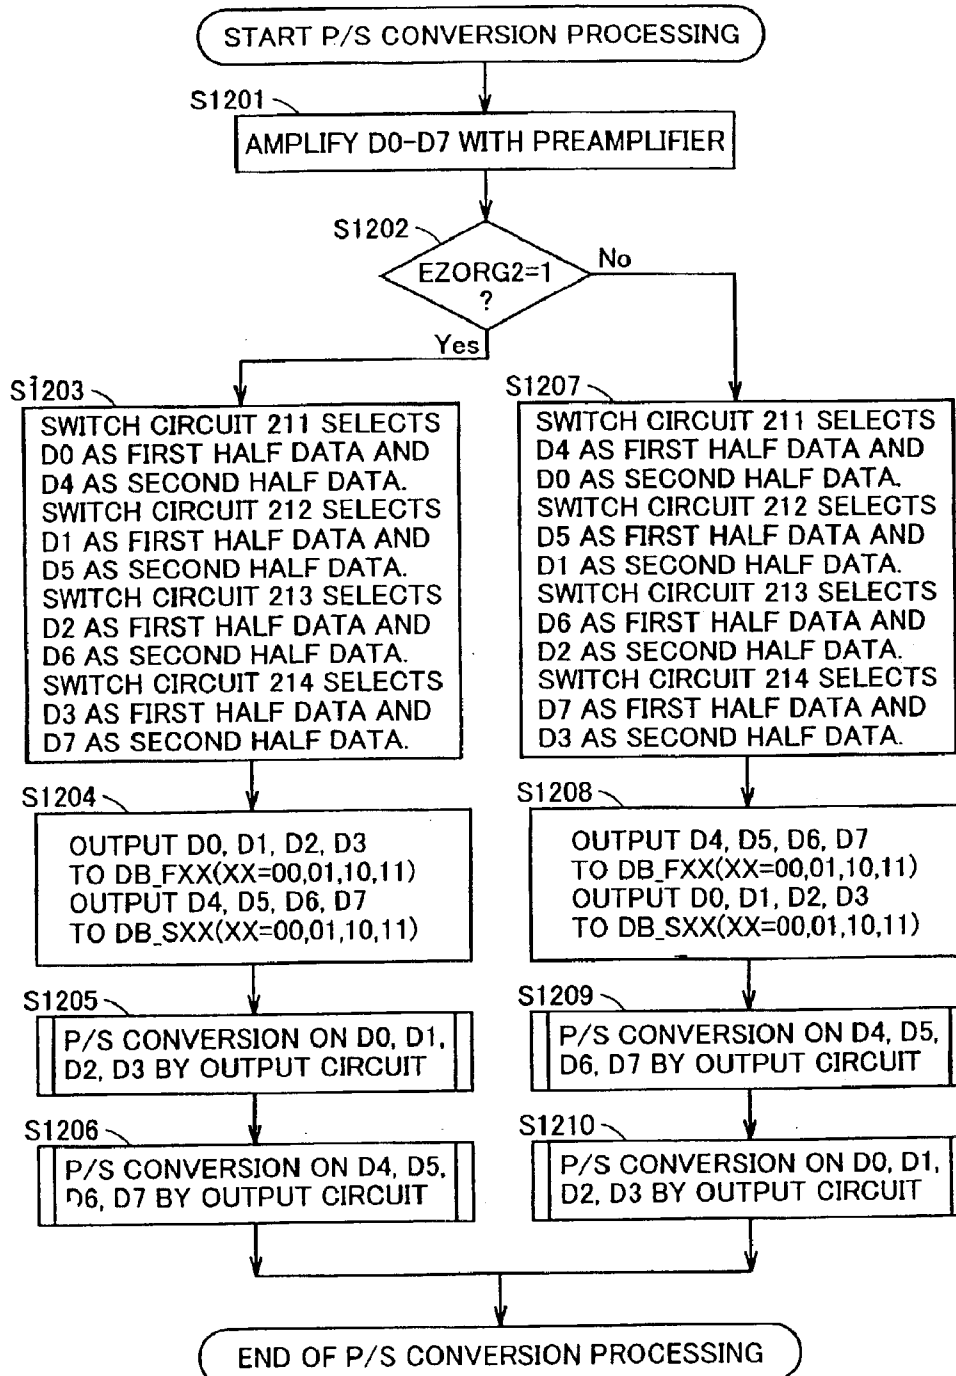 START P/S CONVERSION PROCESSING
S1201
AMPLIFY D0-D7 WITH PREAMPLIFIER
S1202
EZORG2=1
?
No
Yes
S1203
SWITCH CIRCUIT 211 SELECTS
D0 AS FIRST HALF DATA AND
D4 AS SECOND HALF DATA.
SWITCH CIRCUIT 212 SELECTS
D1 AS FIRST HALF DATA AND
D5 AS SECOND HALF DATA.
SWITCH CIRCUIT 213 SELECTS
D2 AS FIRST HALF DATA AND
D6 AS SECOND HALF DATA.
SWITCH CIRCUIT 214 SELECTS
D3 AS FIRST HALF DATA AND
D7 AS SECOND HALF DATA.
S1204
OUTPUT D0, D1, D2, D3
TO DB_FXX(XX=00,01,10,11)
OUTPUT D4, D5, D6, D7
TO DB_SXX(XX=00,01,10,11)
S1205
P/S CONVERSION ON D0, D1,
D2, D3 BY OUTPUT CIRCUIT
S1206
P/S CONVERSION ON D4, D5,
D6, D7 BY OUTPUT CIRCUIT
S1207
SWITCH CIRCUIT 211 SELECTS
D4 AS FIRST HALF DATA AND
D0 AS SECOND HALF DATA.
SWITCH CIRCUIT 212 SELECTS
D5 AS FIRST HALF DATA AND
D1 AS SECOND HALF DATA.
SWITCH CIRCUIT 213 SELECTS
D6 AS FIRST HALF DATA AND
D2 AS SECOND HALF DATA.
SWITCH CIRCUIT 214 SELECTS
D7 AS FIRST HALF DATA AND
D3 AS SECOND HALF DATA.
S1208
OUTPUT D4, D5, D6, D7
TO DB_FXX(XX=00,01,10,11)
OUTPUT D0, D1, D2, D3
TO DB_SXX(XX=00,01,10,11)
S1209
P/S CONVERSION ON D4, D5,
D6, D7 BY OUTPUT CIRCUIT
S1210
P/S CONVERSION ON D0, D1,
D2, D3 BY OUTPUT CIRCUIT
END OF P/S CONVERSION PROCESSING